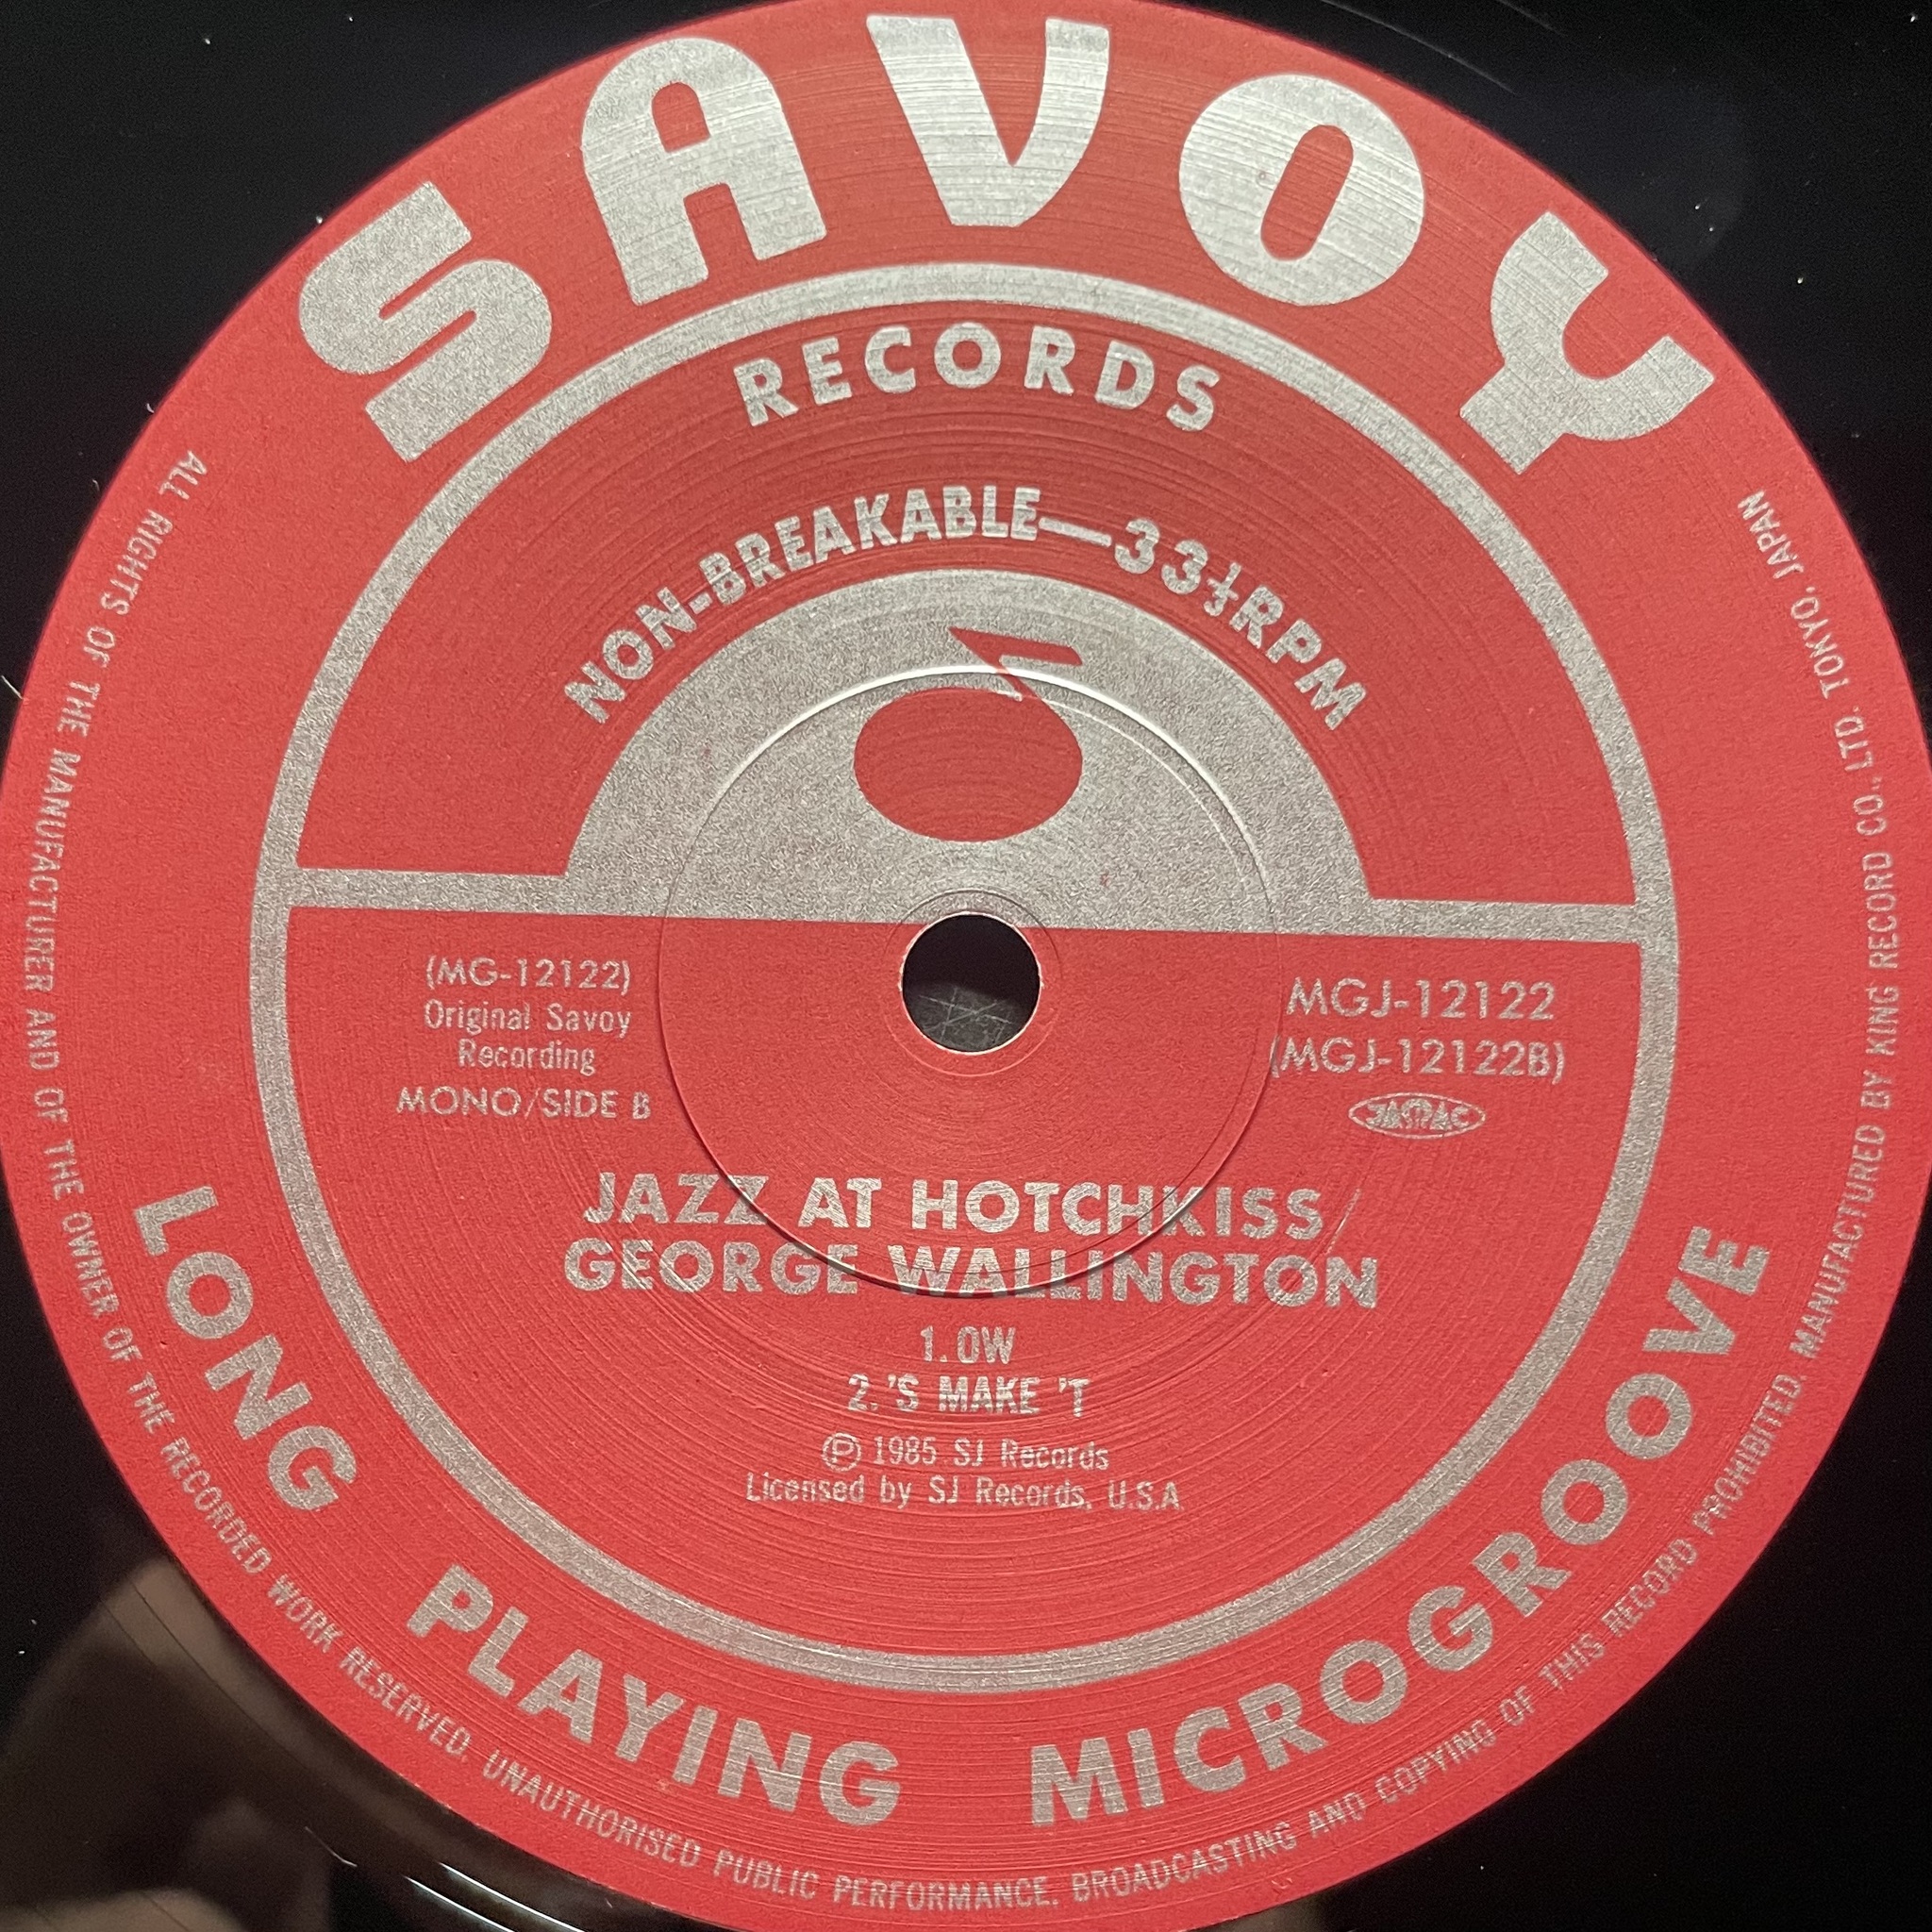 SAVOY
RECORDS
NON-BREAKABLE—33⅓RPM
(MG-12122)
Original Savoy
Recording
MONO/SIDE B
MGJ-12122
(MGJ-12122B)
JASRAC
JAZZ AT HOTCHKISS
GEORGE WALLINGTON
1. OW
2. 'S MAKE 'T
Ⓟ 1985 SJ Records
Licensed by SJ Records, U.S.A
LONG PLAYING MICROGROOVE
ALL RIGHTS OF THE MANUFACTURER AND OF THE OWNER OF THE RECORDED WORK RESERVED. UNAUTHORISED PUBLIC PERFORMANCE, BROADCASTING AND COPYING OF THIS RECORD PROHIBITED. MANUFACTURED BY KING RECORD CO., LTD. TOKYO, JAPAN